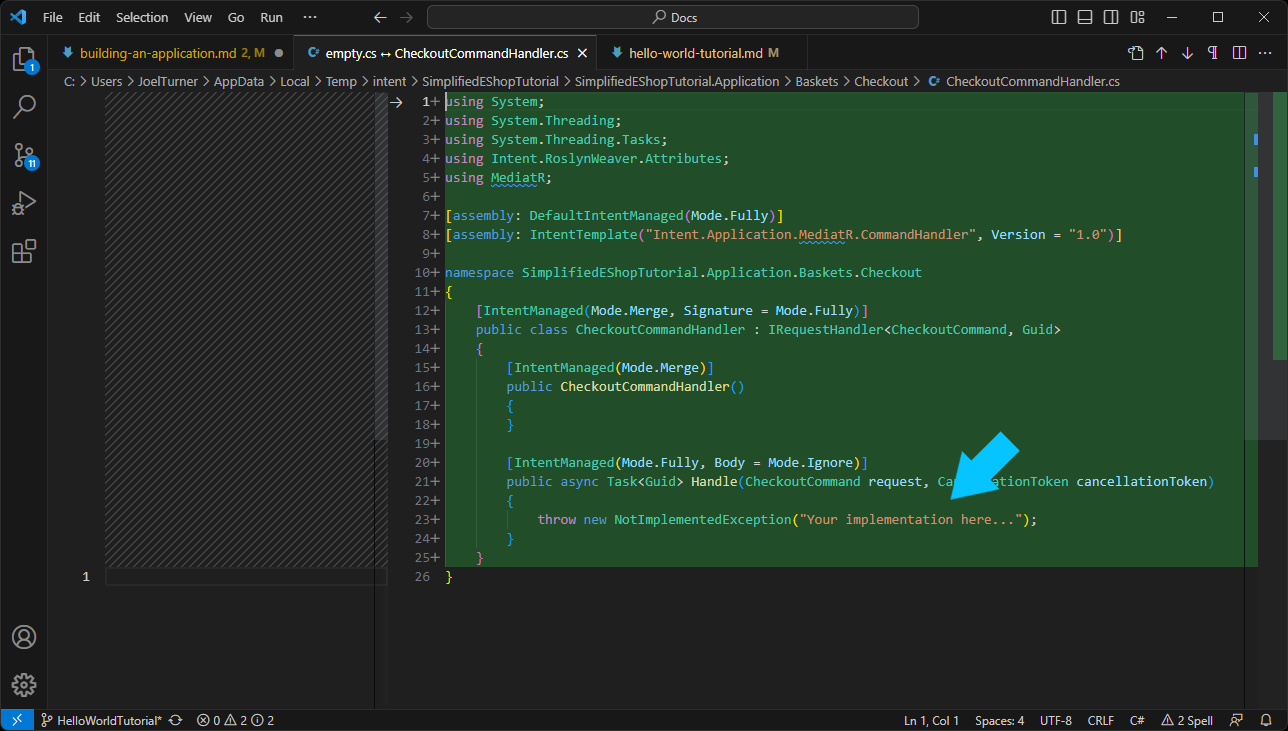 File Edit Selection View Go Run ··· Docs
building-an-application.md 2, M empty.cs ↔ CheckoutCommandHandler.cs hello-world-tutorial.md M
C: > Users > JoelTurner > AppData > Local > Temp > intent > SimplifiedEShopTutorial > SimplifiedEShopTutorial.Application > Baskets > Checkout > CheckoutCommandHandler.cs
1
11
1+ using System;
2+ using System.Threading;
3+ using System.Threading.Tasks;
4+ using Intent.RoslynWeaver.Attributes;
5+ using MediatR;
6+
7+ [assembly: DefaultIntentManaged(Mode.Fully)]
8+ [assembly: IntentTemplate("Intent.Application.MediatR.CommandHandler", Version = "1.0")]
9+
10+ namespace SimplifiedEShopTutorial.Application.Baskets.Checkout
11+ {
12+ [IntentManaged(Mode.Merge, Signature = Mode.Fully)]
13+ public class CheckoutCommandHandler : IRequestHandler<CheckoutCommand, Guid>
14+ {
15+ [IntentManaged(Mode.Merge)]
16+ public CheckoutCommandHandler()
17+ {
18+ }
19+
20+ [IntentManaged(Mode.Fully, Body = Mode.Ignore)]
21+ public async Task<Guid> Handle(CheckoutCommand request, CancellationToken cancellationToken)
22+ {
23+ throw new NotImplementedException("Your implementation here...");
24+ }
25+ }
1 26 }
HelloWorldTutorial* 0 2 2 Ln 1, Col 1 Spaces: 4 UTF-8 CRLF C# 2 Spell